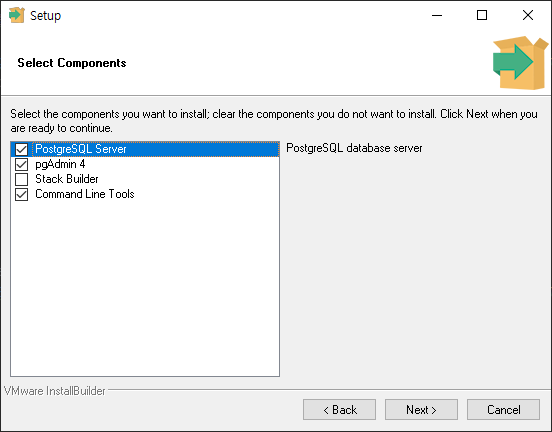 Setup
Select Components
Select the components you want to install; clear the components you do not want to install. Click Next when you
are ready to continue.
PostgreSQL Server
PostgreSQL database server
pgAdmin 4
Stack Builder
Command Line Tools
VMware InstallBuilder
< Back
Next >
Cancel